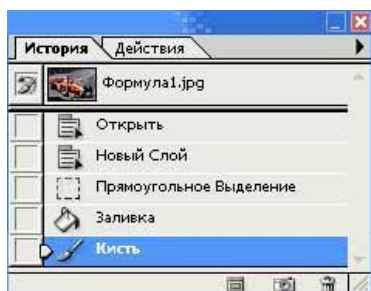 История Действия
Формула1.jpg
Открыть
Новый Слой
Прямоугольное Выделение
Заливка
Кисть